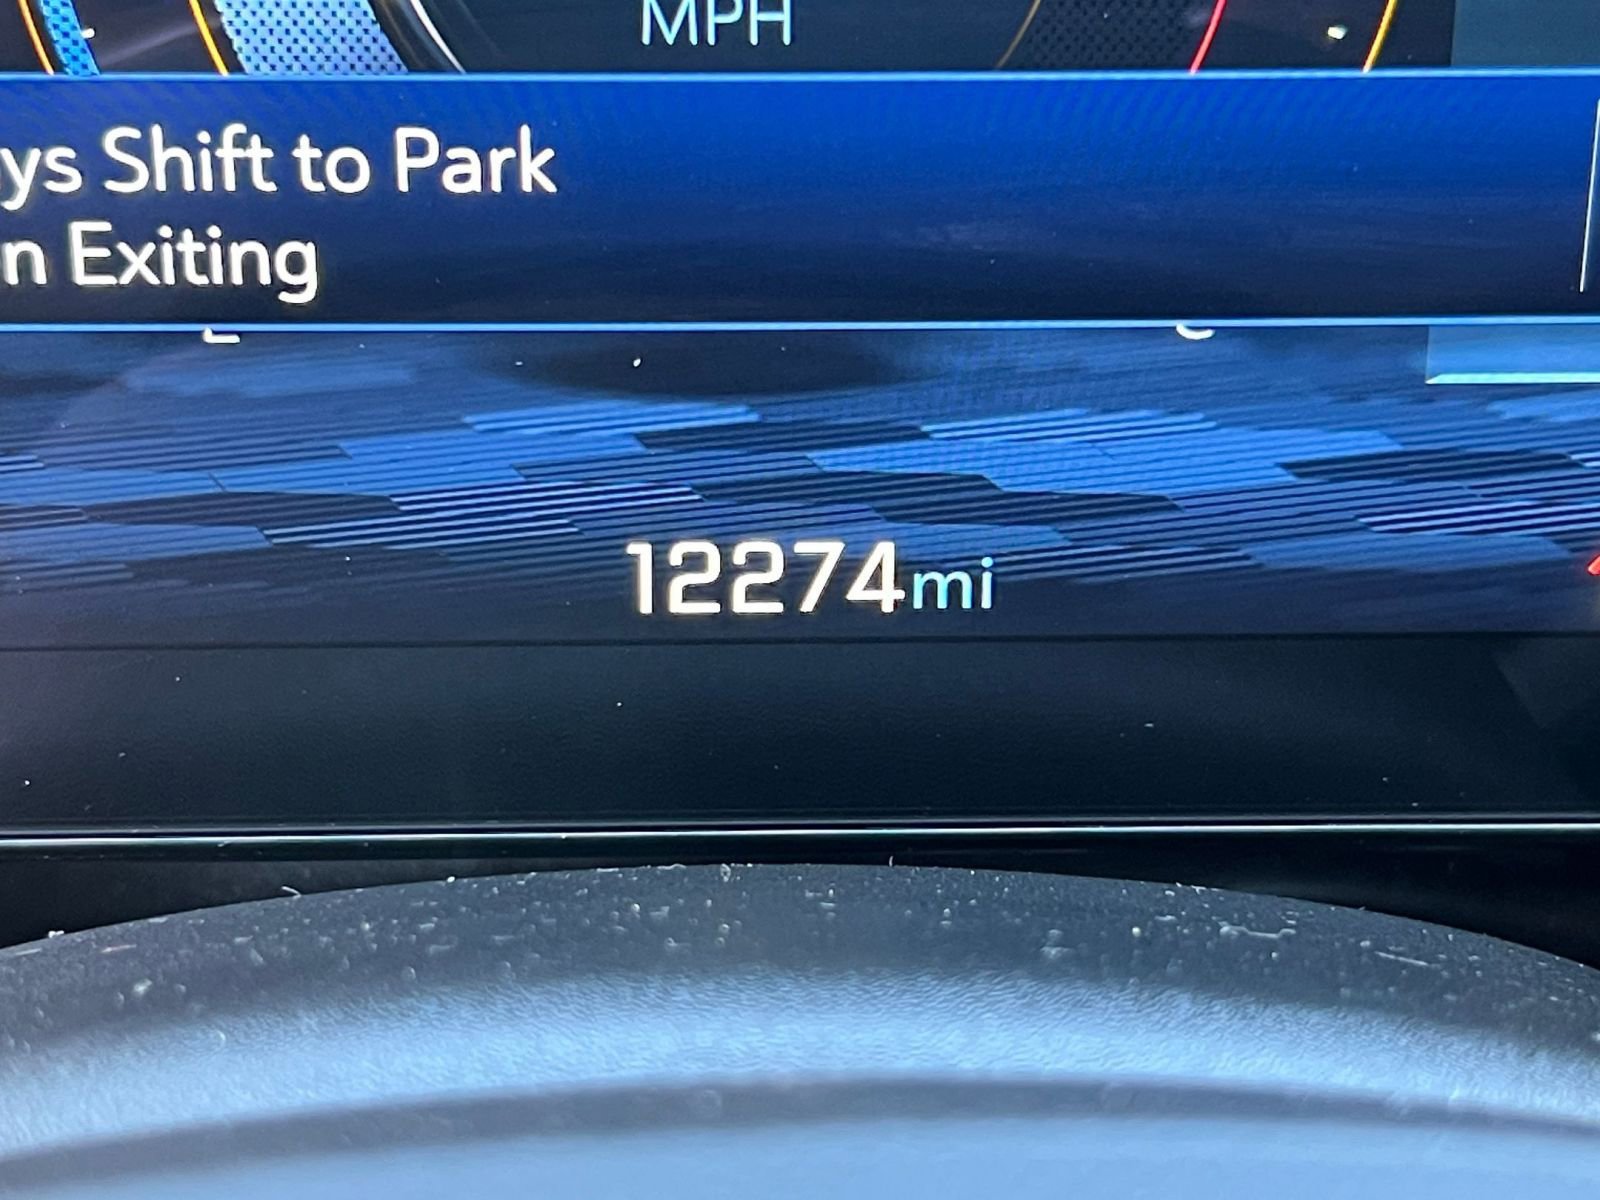 MPH
ys Shift to Park
n Exiting
12274mi